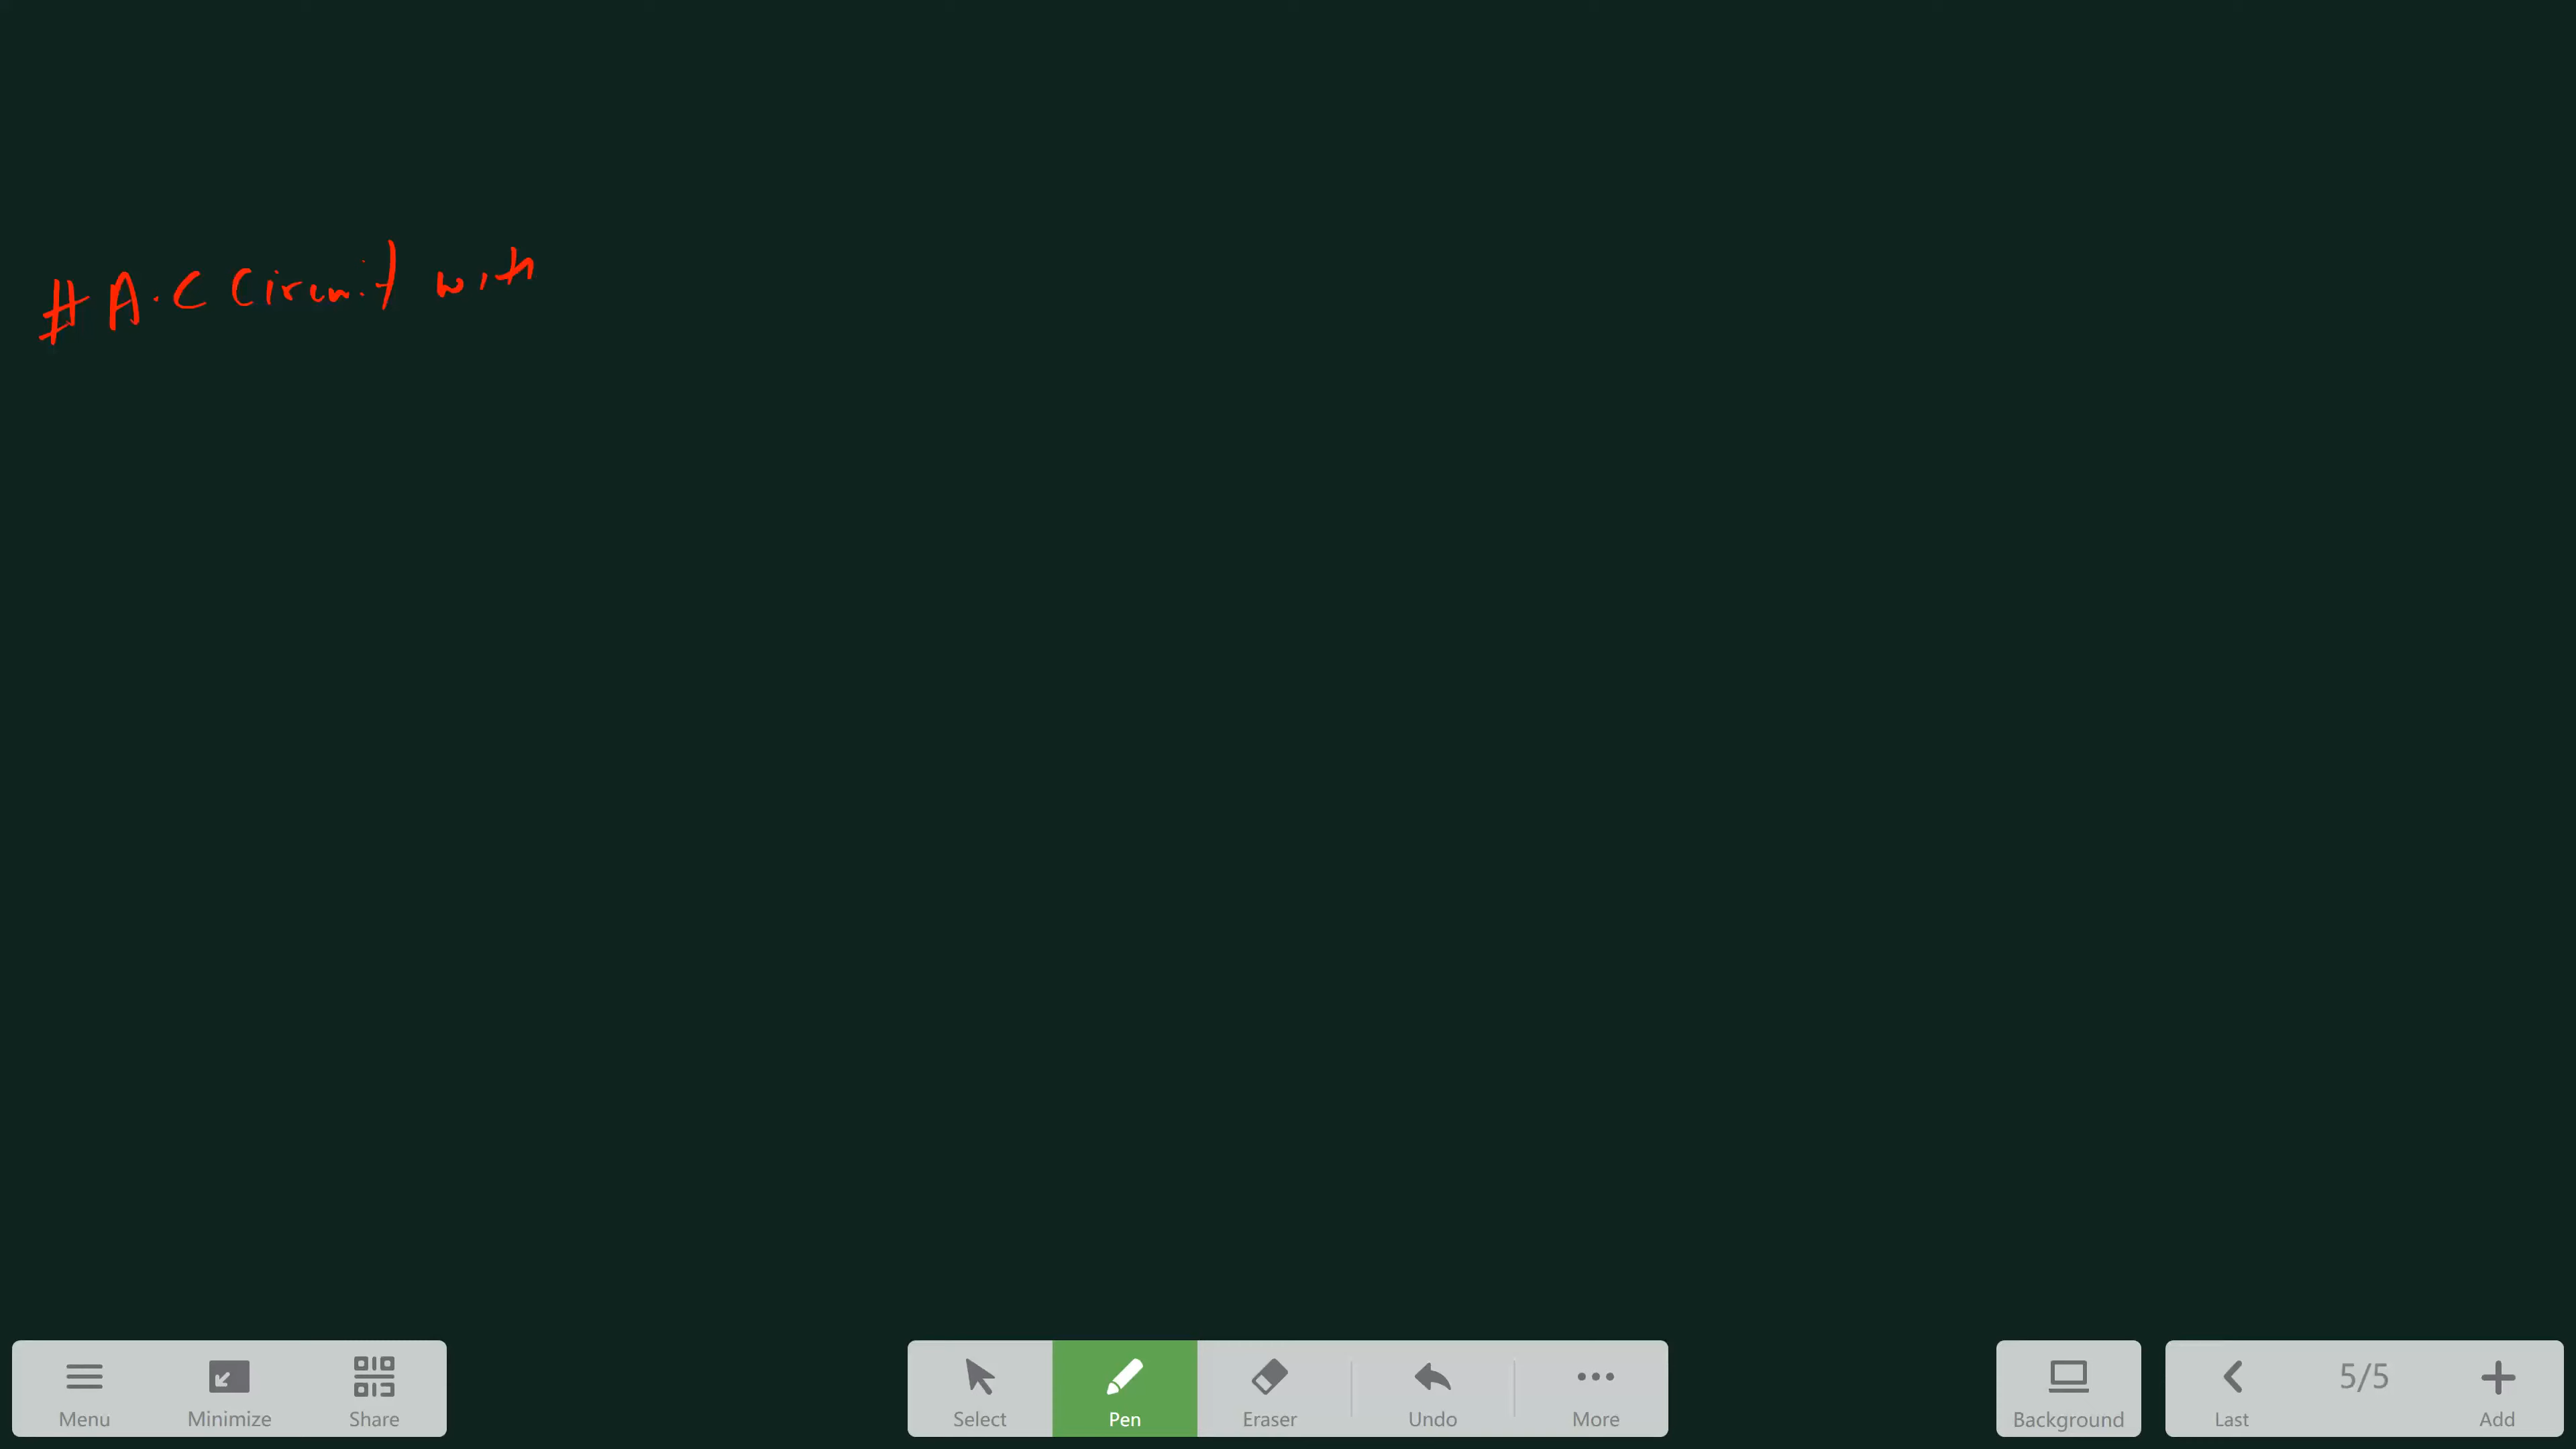 # A.C Circuit with
Menu Minimize Share Select Pen Eraser Undo More Background Last 5/5 Add